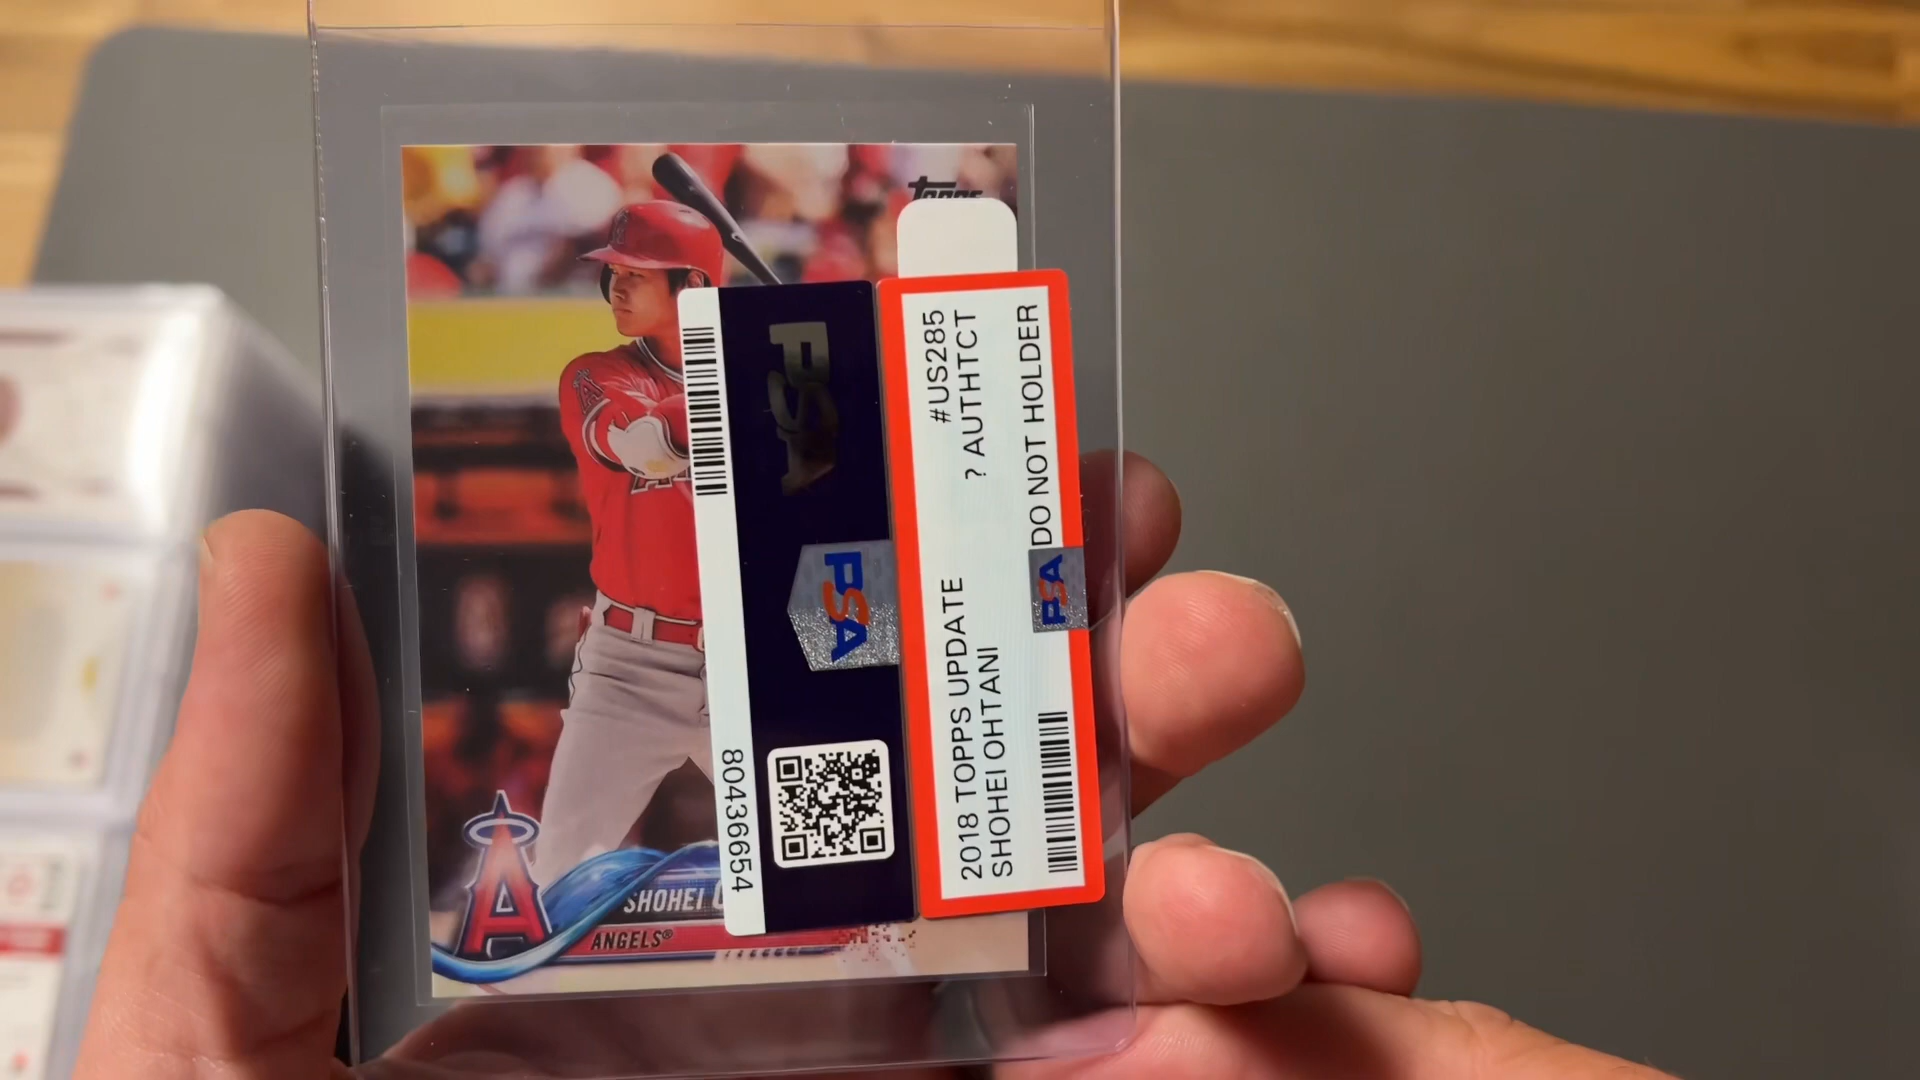 Topps
PSA
PSA
80436654
2018 TOPPS UPDATE #US285
SHOHEI OHTANI ? AUTHTCT
DO NOT HOLDER
PSA
SHOHEI
ANGELS®
A